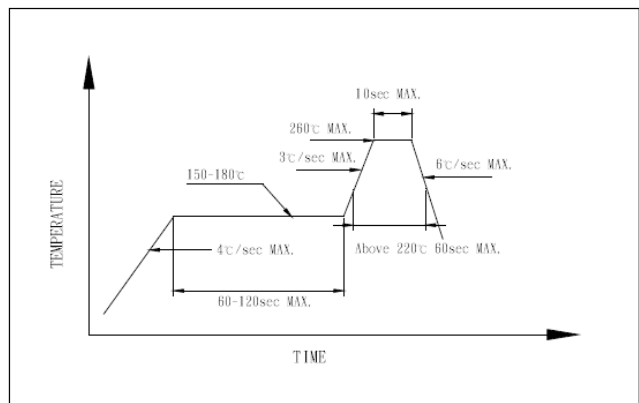 10sec MAX.
260℃ MAX.
3℃/sec MAX.
6℃/sec MAX.
150-180℃
4℃/sec MAX.
Above 220℃ 60sec MAX.
60-120sec MAX.
TEMPERATURE
TIME